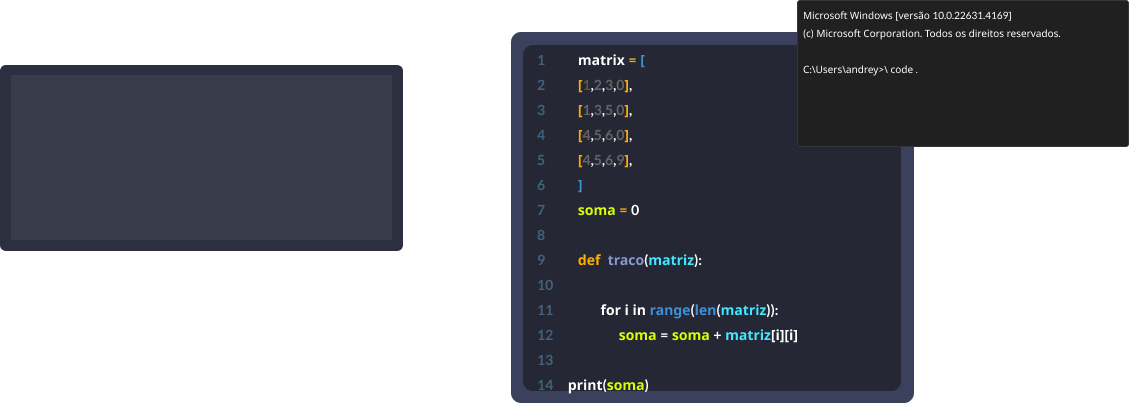 Microsoft Windows [versão 10.0.22631.4169]
(c) Microsoft Corporation. Todos os direitos reservados.
C:\Users\andrey>\ code .
1 matrix = [
2 [1,2,3,0],
3 [1,3,5,0],
4 [4,5,6,0],
5 [4,5,6,9],
6 ]
7 soma = 0
8
9 def traco(matriz):
10
11 for i in range(len(matriz)):
12 soma = soma + matriz[i][i]
13
14 print(soma)